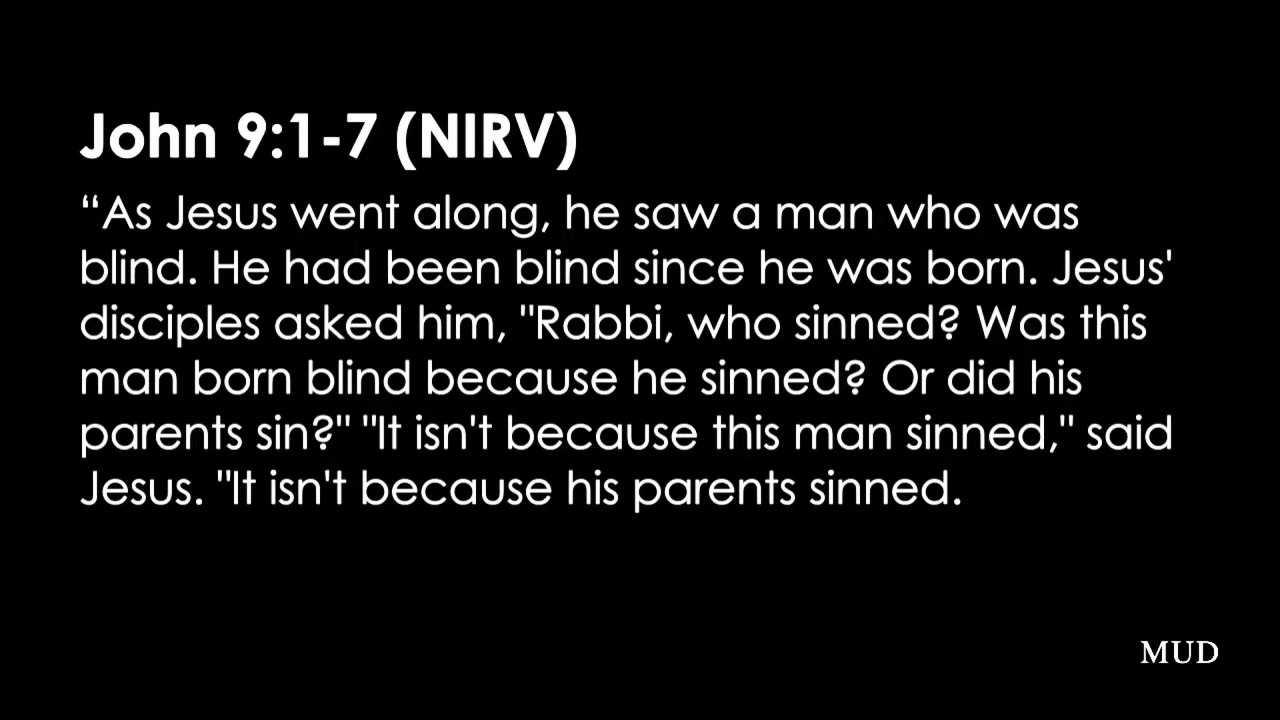 John 9:1-7 (NIRV)
“As Jesus went along, he saw a man who was
blind. He had been blind since he was born. Jesus'
disciples asked him, "Rabbi, who sinned? Was this
man born blind because he sinned? Or did his
parents sin?" "It isn't because this man sinned," said
Jesus. "It isn't because his parents sinned.
MUD